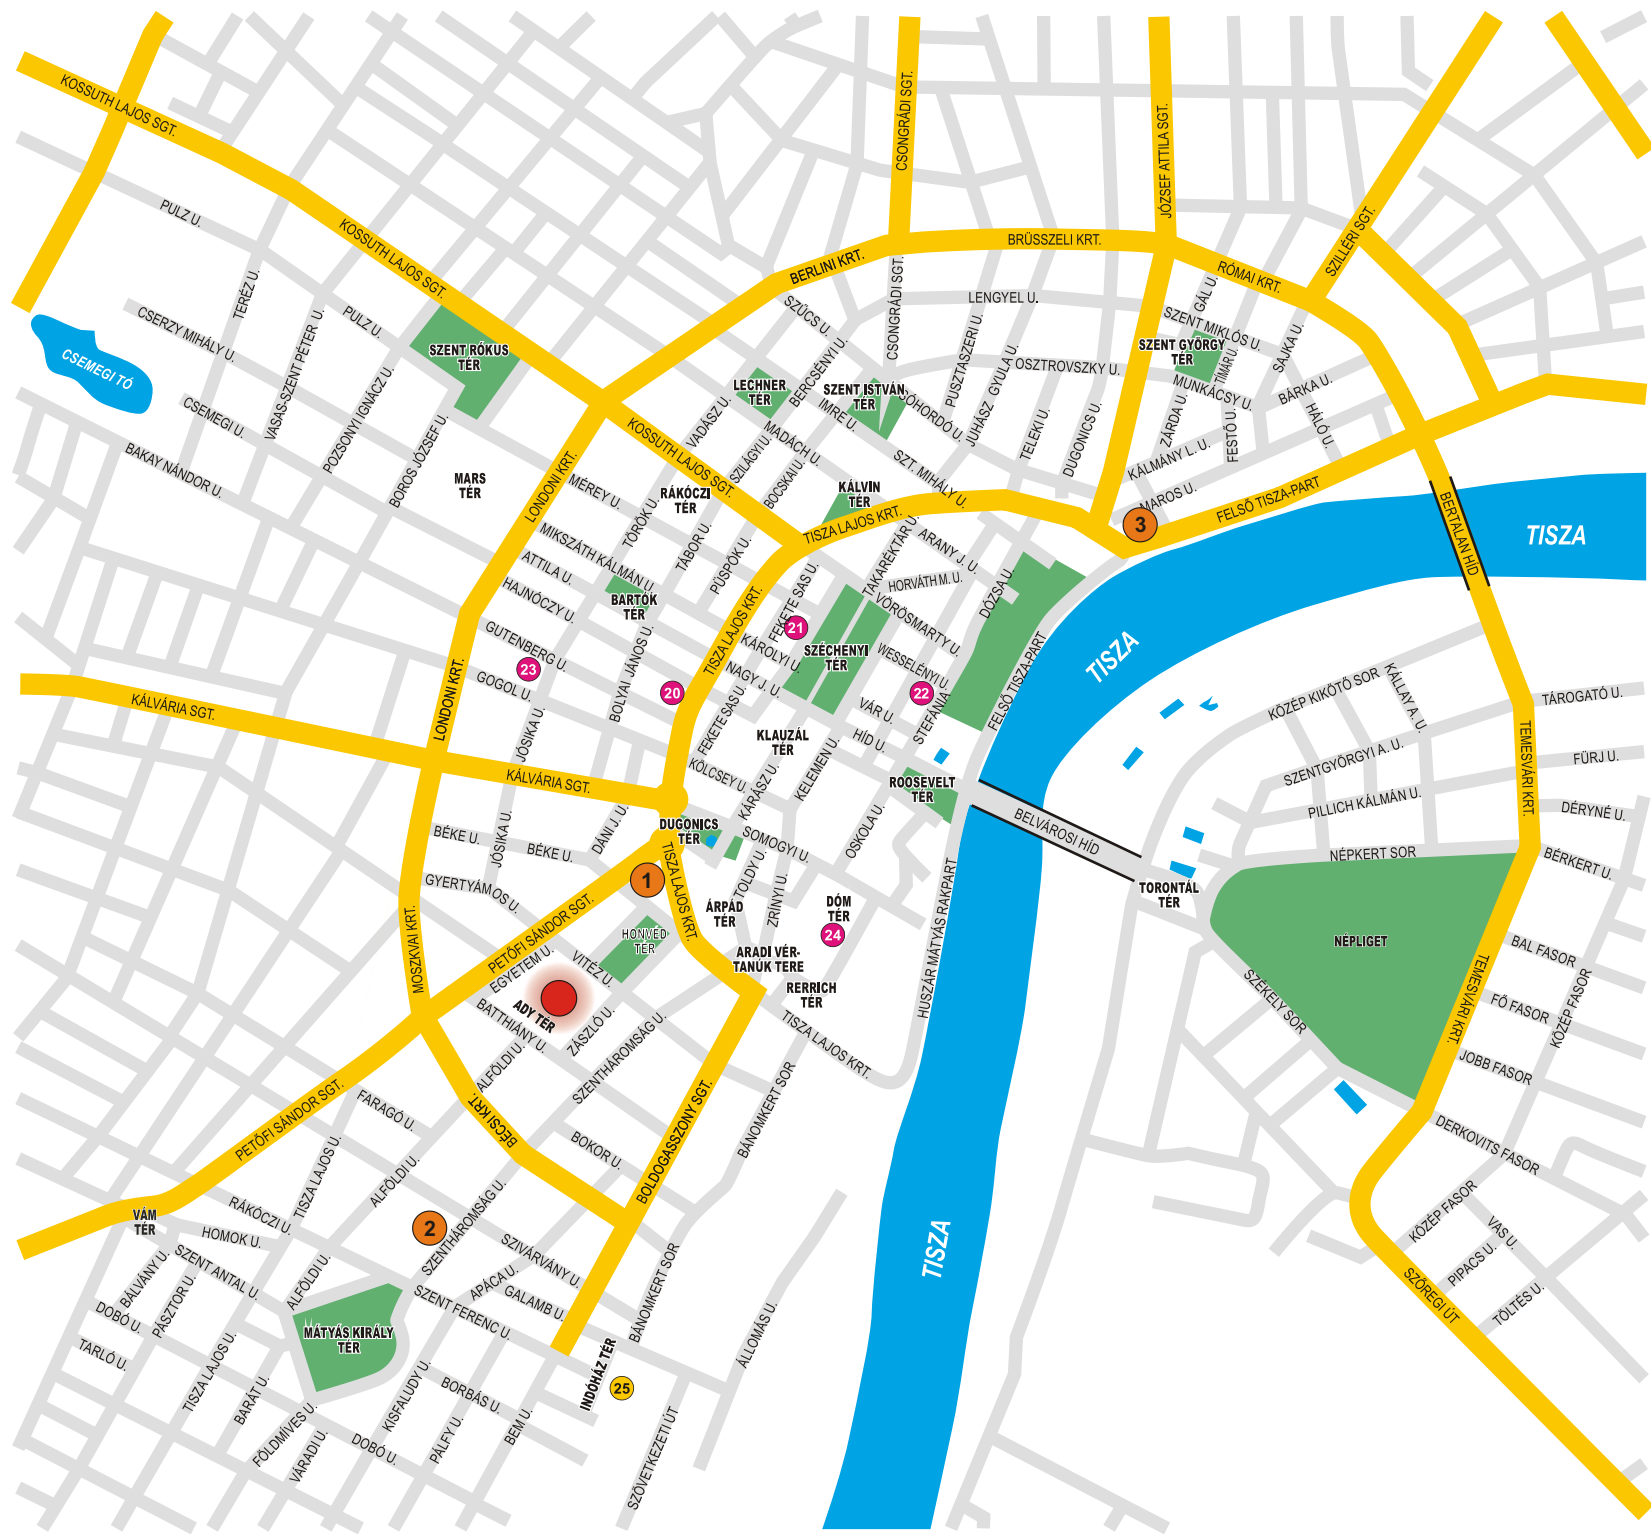 KOSSUTH LAJOS SGT.
PULZ U.
KOSSUTH LAJOS SGT.
TERÉZ U.
CSERZY MIHÁLY U.
VASAS-SZENT PÉTER U.
PULZ U.
CSEMEGI TÓ
CSEMEGI U.
BAKAY NÁNDOR U.
POZSONYI IGNÁCZ U.
BOROS JÓZSEF U.
SZENT RÓKUS
TÉR
MARS
TÉR
CSONGRÁDI SGT.
JÓZSEF ATTILA SGT.
BERLINI KRT.
BRÜSSZELI KRT.
RÓMAI KRT.
SZILLÉRI SGT.
SZŰCS U.
CSONGRÁDI SGT.
LENGYEL U.
PUSZTASZERI U.
JUHÁSZ GYULA U.
OSZTROVSZKY U.
GÁL U.
SZENT MIKLÓS U.
SZENT GYÖRGY
TÉR
TIMÁR U.
SAJKA U.
MUNKÁCSY U.
BÁRKA U.
HÁLÓ U.
ZÁRDA U.
FESTŐ U.
KÁLMÁNY L. U.
MAROS U.
TELEKI U.
DUGONICS U.
FELSŐ TISZA-PART
LECHNER
TÉR
BERCSÉNYI U.
SZENT ISTVÁN
TÉR
SÓHORDÓ U.
IMRE U.
MADÁCH U.
VADÁSZ U.
SZILÁGYI U.
BOCSKAI U.
SZT. MIHÁLY U.
KOSSUTH LAJOS SGT.
RÁKÓCZI
TÉR
KÁLVIN
TÉR
TISZA LAJOS KRT.
LONDONI KRT.
MÉREY U.
TÖRÖK U.
TÁBOR U.
PÜSPÖK U.
MIKSZÁTH KÁLMÁN U.
ATTILA U.
HAJNÓCZY U.
BARTÓK
TÉR
GUTENBERG U.
GOGOL U.
BOLYAI JÁNOS U.
JÓSIKA U.
TISZA LAJOS KRT.
FEKETE SAS U.
TAKARÉKTÁR U.
ARANY J. U.
HORVÁTH M. U.
VÖRÖSMARTY U.
WESSELÉNYI U.
DÓZSA U.
STEFÁNIA
FELSŐ TISZA-PART
KÁROLYI U.
NAGY J. U.
SZÉCHENYI
TÉR
VÁR U.
HÍD U.
FEKETE SAS U.
KLAUZÁL
TÉR
KÖLCSEY U.
KÁRÁSZ U.
KELEMEN U.
ROOSEVELT
TÉR
OSKOLA U.
SOMOGYI U.
DUGONICS
TÉR
KÁLVÁRIA SGT.
LONDONI KRT.
KÁLVÁRIA SGT.
BÉKE U.
JÓSIKA U.
BÉKE U.
DÁNI J. U.
GYERTYÁMOS U.
MOSZKVAI KRT.
PETŐFI SÁNDOR SGT.
TISZA LAJOS KRT.
TOLDY U.
ZRÍNYI U.
ÁRPÁD
TÉR
DÓM
TÉR
ARADI VÉR-
TANÚK TERE
RERRICH
TÉR
TISZA LAJOS KRT.
HUSZÁR MÁTYÁS RAKPART
HONVÉD
TÉR
EGYETEM U.
VITÉZ U.
ADY TÉR
BATTHIÁNY U.
ZÁSZLÓ U.
SZENTHÁROMSÁG U.
ALFÖLDI U.
BÉCSI KRT.
BOKOR U.
BOLDOGASSZONY SGT.
BÁNOMKERT SOR
PETŐFI SÁNDOR SGT.
FARAGÓ U.
TISZA LAJOS U.
ALFÖLDI U.
SZENTHÁROMSÁG U.
SZIVÁRVÁNY U.
VÁM
TÉR
RÁKÓCZI U.
HOMOK U.
SZENT ANTAL U.
BÁLVÁNY U.
DOBÓ U.
PÁSZTOR U.
TARLÓ U.
ALFÖLDI U.
MÁTYÁS KIRÁLY
TÉR
TISZA LAJOS U.
BARÁT U.
FÖLDMÍVES U.
VÁRADI U.
DOBÓ U.
KISFALUDY U.
PÁLFY U.
BORBÁS U.
BEM U.
SZENT FERENC U.
APÁCA U.
GALAMB U.
INDÓHÁZ TÉR
BÁNOMKERT SOR
ÁLLOMÁS U.
SZÖVETKEZETI ÚT
TISZA
TISZA
TISZA
BERTALAN HÍD
BELVÁROSI HÍD
TORONTÁL
TÉR
KÖZÉP KIKÖTŐ SOR
KÁLLAY A. U.
TÁROGATÓ U.
SZENTGYÖRGYI A. U.
FÜRJ U.
PILLICH KÁLMÁN U.
DÉRYNÉ U.
TEMESVÁRI KRT.
NÉPKERT SOR
BÉRKERT U.
NÉPLIGET
BAL FASOR
FŐ FASOR
KÖZÉP FASOR
JOBB FASOR
TEMESVÁRI KRT.
SZÉKELY SOR
DERKOVITS FASOR
KÖZÉP FASOR
VAS U.
PIPACS U.
TÖLTÉS U.
SZŐREGI ÚT
1
2
3
20
21
22
23
24
25